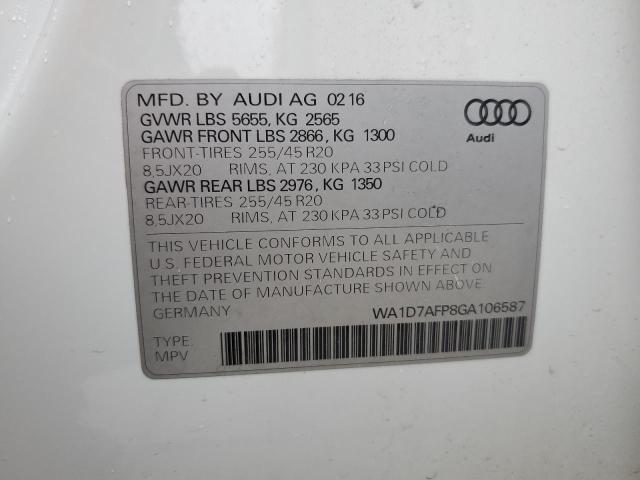 MFD. BY AUDI AG 02 16
GVWR LBS 5655, KG 2565
GAWR FRONT LBS 2866, KG 1300
FRONT-TIRES 255/45 R20
8,5JX20 RIMS, AT 230 KPA 33 PSI COLD
GAWR REAR LBS 2976, KG 1350
REAR-TIRES 255/45 R20
8,5JX20 RIMS, AT 230 KPA 33 PSI COLD
Audi
THIS VEHICLE CONFORMS TO ALL APPLICABLE
U.S. FEDERAL MOTOR VEHICLE SAFETY AND
THEFT PREVENTION STANDARDS IN EFFECT ON
THE DATE OF MANUFACTURE SHOWN ABOVE.
GERMANY
WA1D7AFP8GA106587
TYPE:
MPV